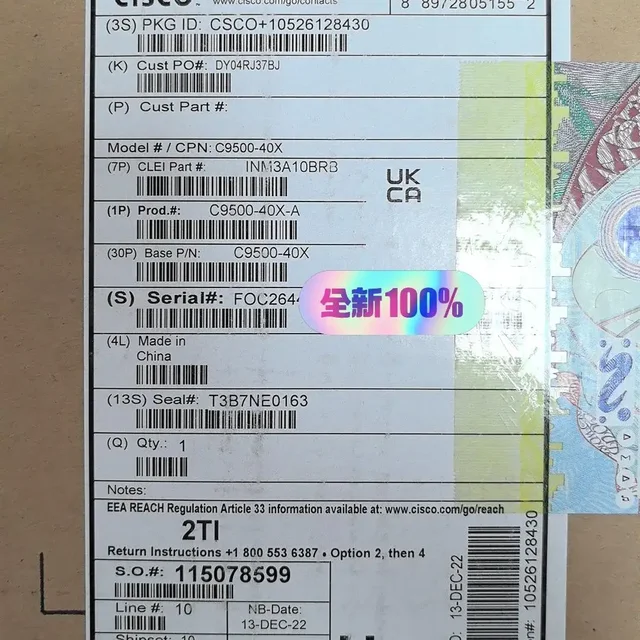 CISCO
www.cisco.com/go/contacts
8 8972805155 2
(3S) PKG ID: CSCO+10526128430
(K) Cust PO#: DY04RJ37BJ
(P) Cust Part #:
Model # / CPN: C9500-40X
(7P) CLEI Part #: INM3A10BRB
UK
CA
(1P) Prod.#: C9500-40X-A
(30P) Base P/N: C9500-40X
(S) Serial#: FOC2644
全新100%
(4L) Made in
China
(13S) Seal#: T3B7NE0163
(Q) Qty.: 1
Notes:
EEA REACH Regulation Article 33 information available at: www.cisco.com/go/reach
2TI
Return Instructions +1 800 553 6387 • Option 2, then 4
S.O.#: 115078599
Line #: 10
NB-Date:
13-DEC-22
Shipset: 10
D: 13-DEC-22
on#: 10526128430